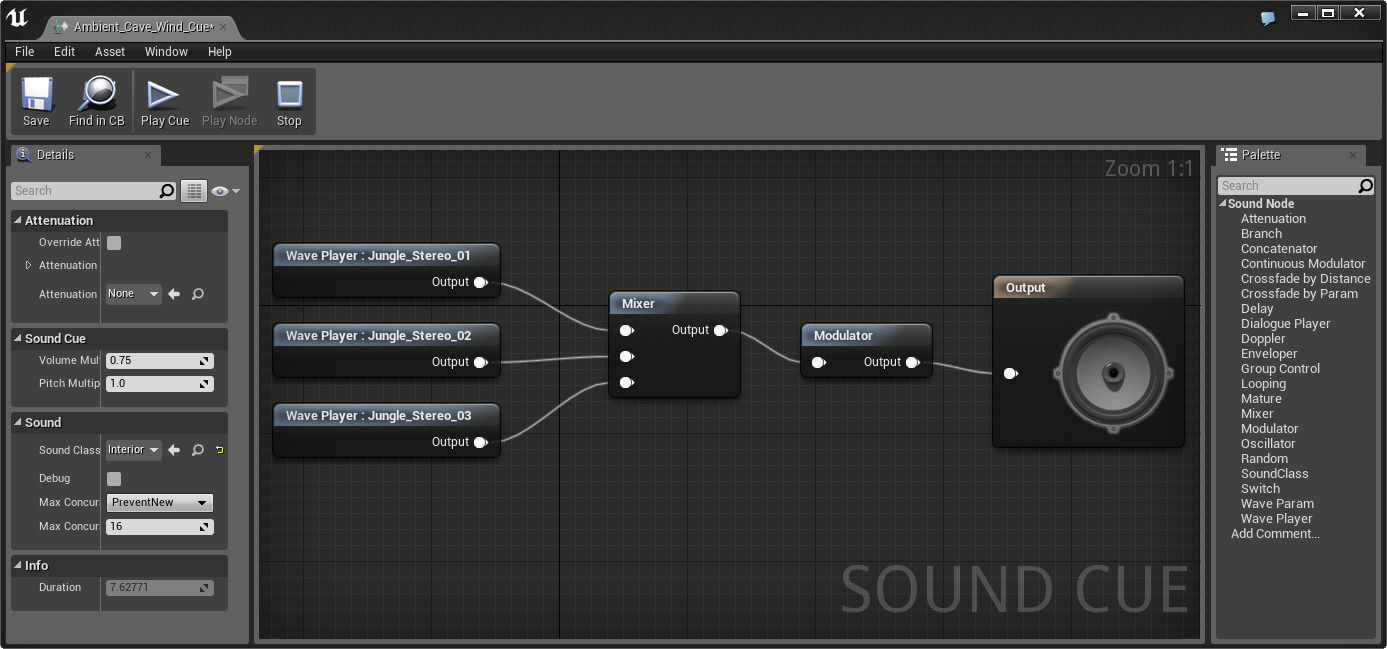 Ambient_Cave_Wind_Cue*
File Edit Asset Window Help
Save Find in CB Play Cue Play Node Stop
Details
Search
Attenuation
Override Att
Attenuation
Attenuation None
Sound Cue
Volume Mul 0.75
Pitch Multip 1.0
Sound
Sound Class Interior
Debug
Max Concur PreventNew
Max Concur 16
Info
Duration 7.62771
Zoom 1:1
Wave Player : Jungle_Stereo_01
Output
Wave Player : Jungle_Stereo_02
Output
Wave Player : Jungle_Stereo_03
Output
Mixer
Output
Modulator
Output
Output
SOUND CUE
Palette
Search
Sound Node
Attenuation
Branch
Concatenator
Continuous Modulator
Crossfade by Distance
Crossfade by Param
Delay
Dialogue Player
Doppler
Enveloper
Group Control
Looping
Mature
Mixer
Modulator
Oscillator
Random
SoundClass
Switch
Wave Param
Wave Player
Add Comment...